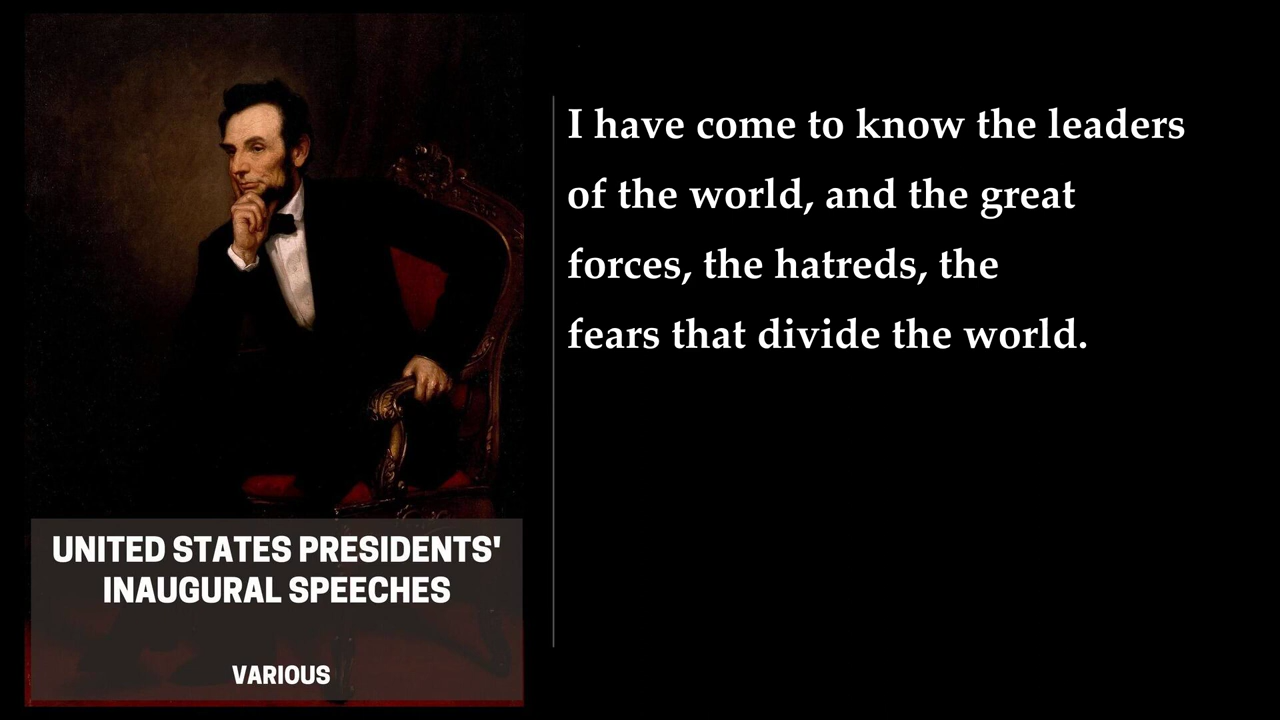 I have come to know the leaders
of the world, and the great
forces, the hatreds, the
fears that divide the world.
UNITED STATES PRESIDENTS'
INAUGURAL SPEECHES
VARIOUS